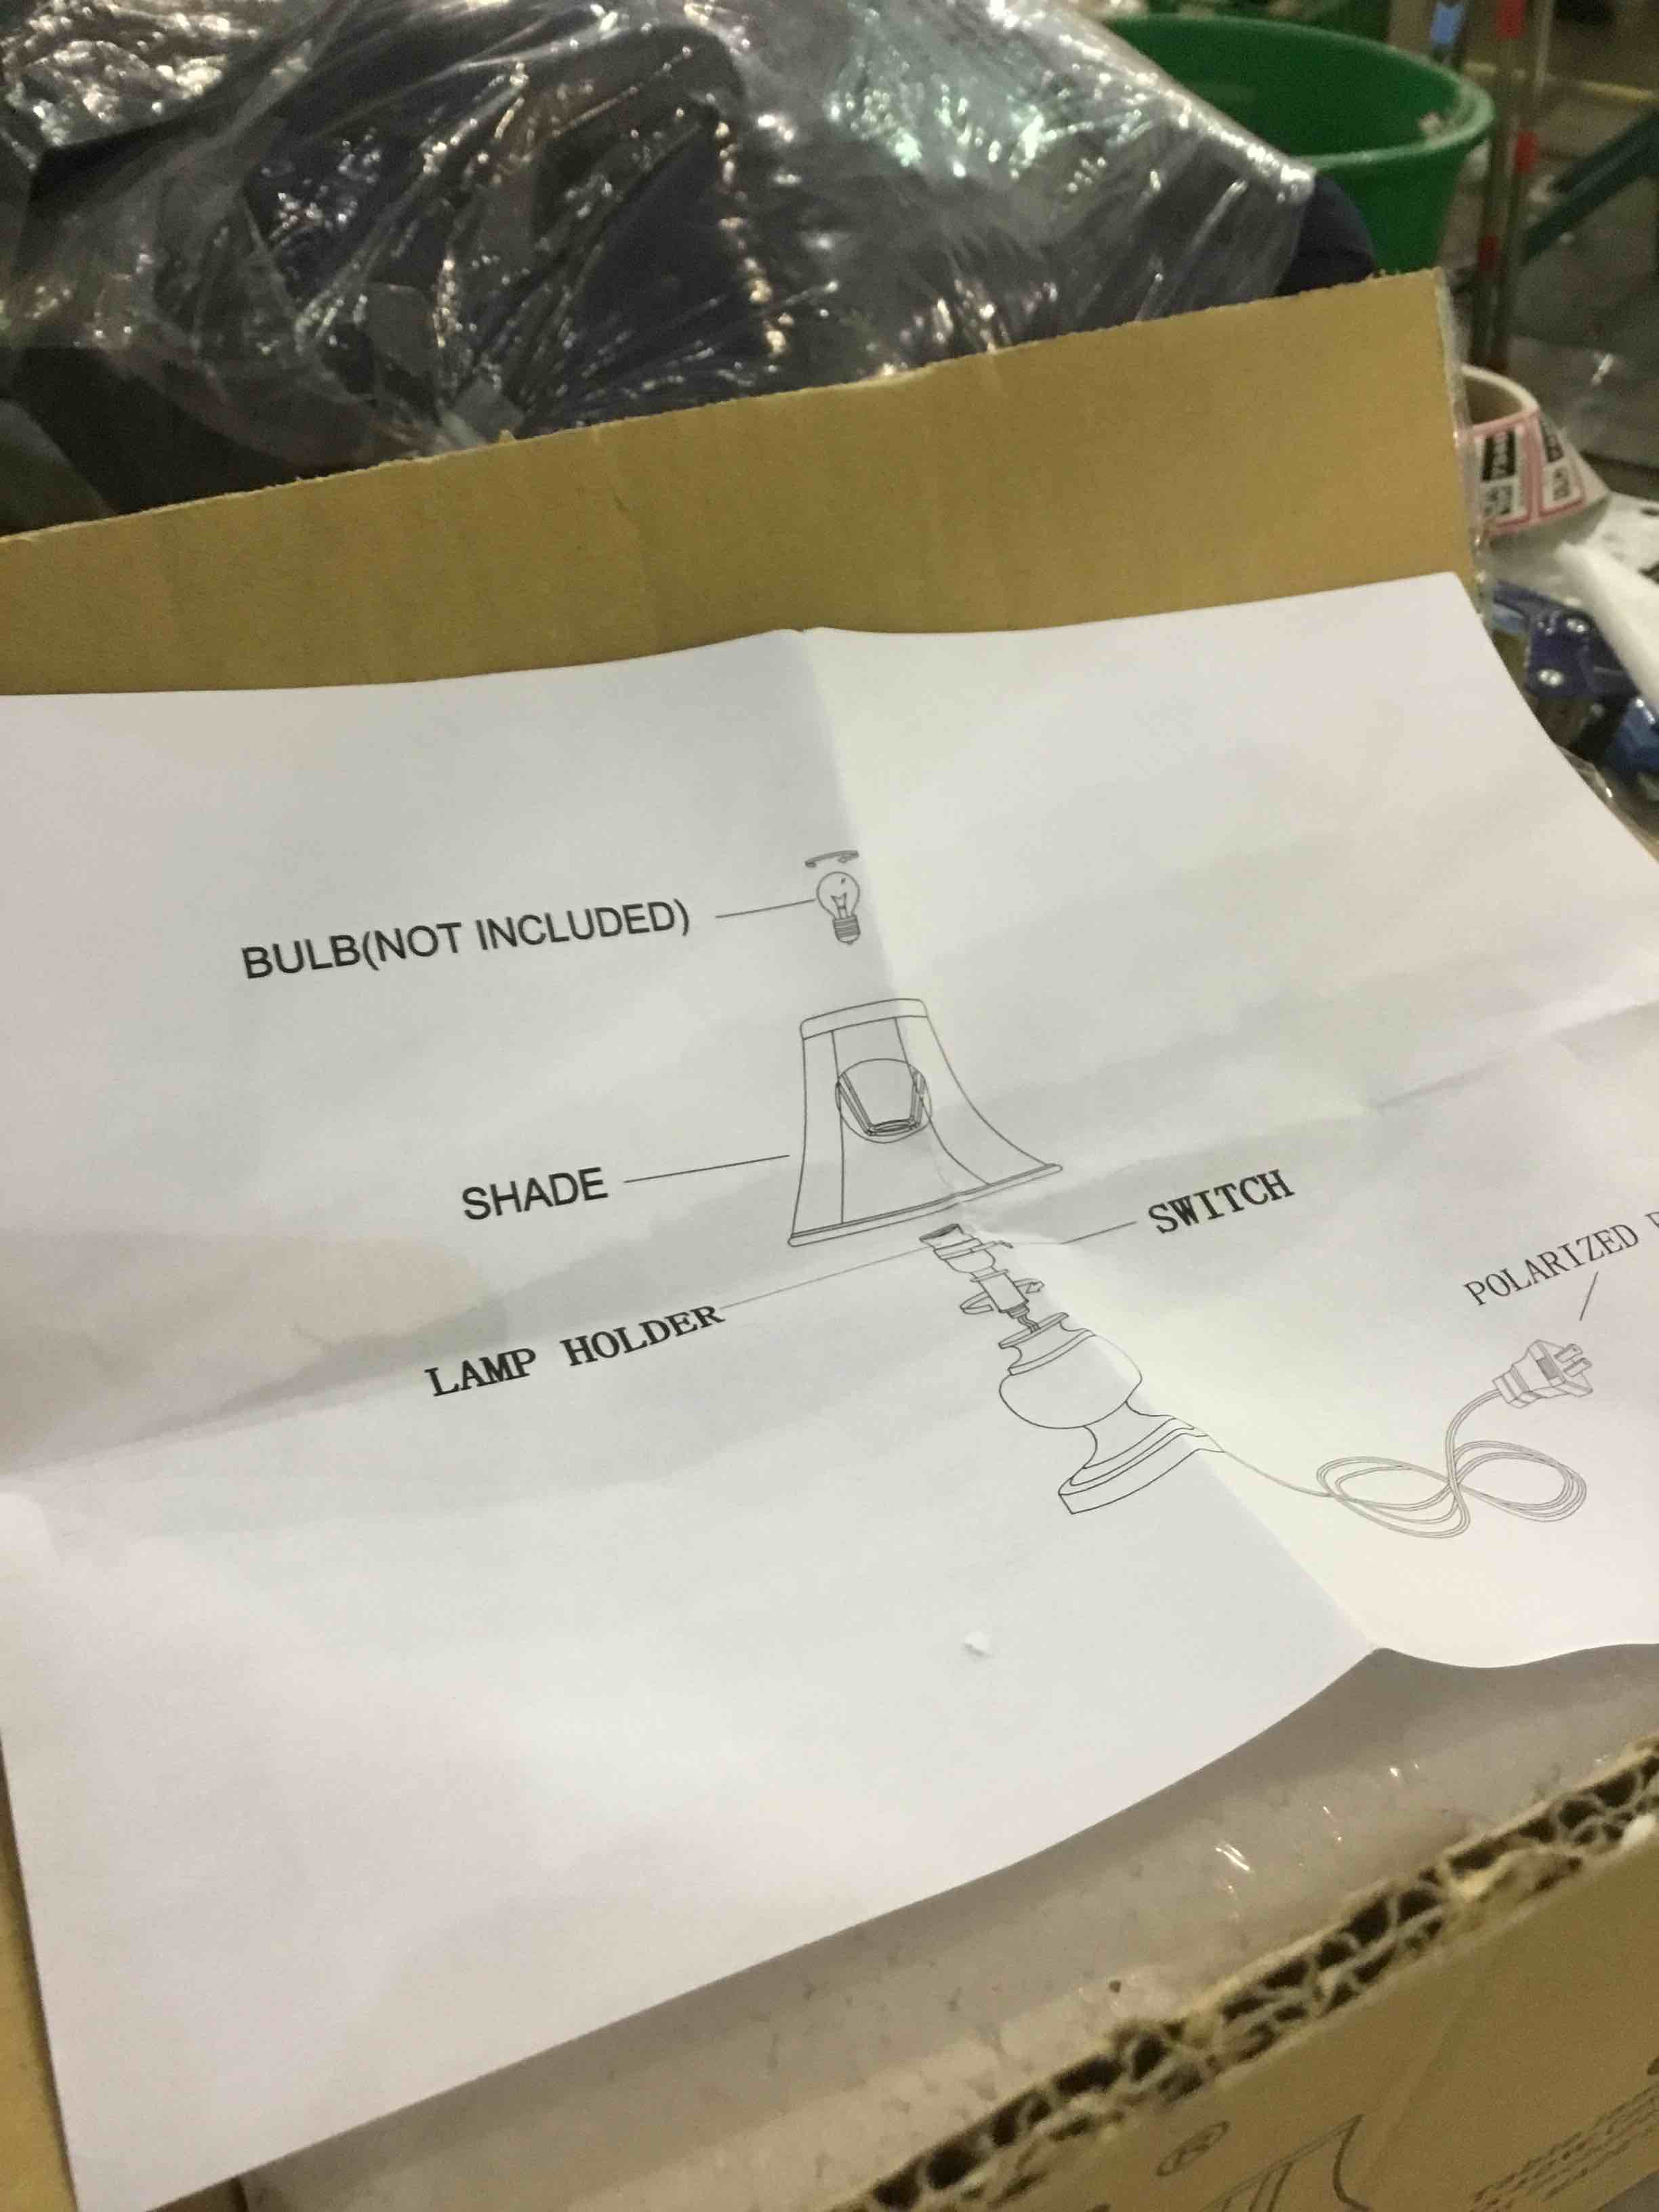 BULB(NOT INCLUDED)
SHADE
SWITCH
POLARIZED
LAMP HOLDER